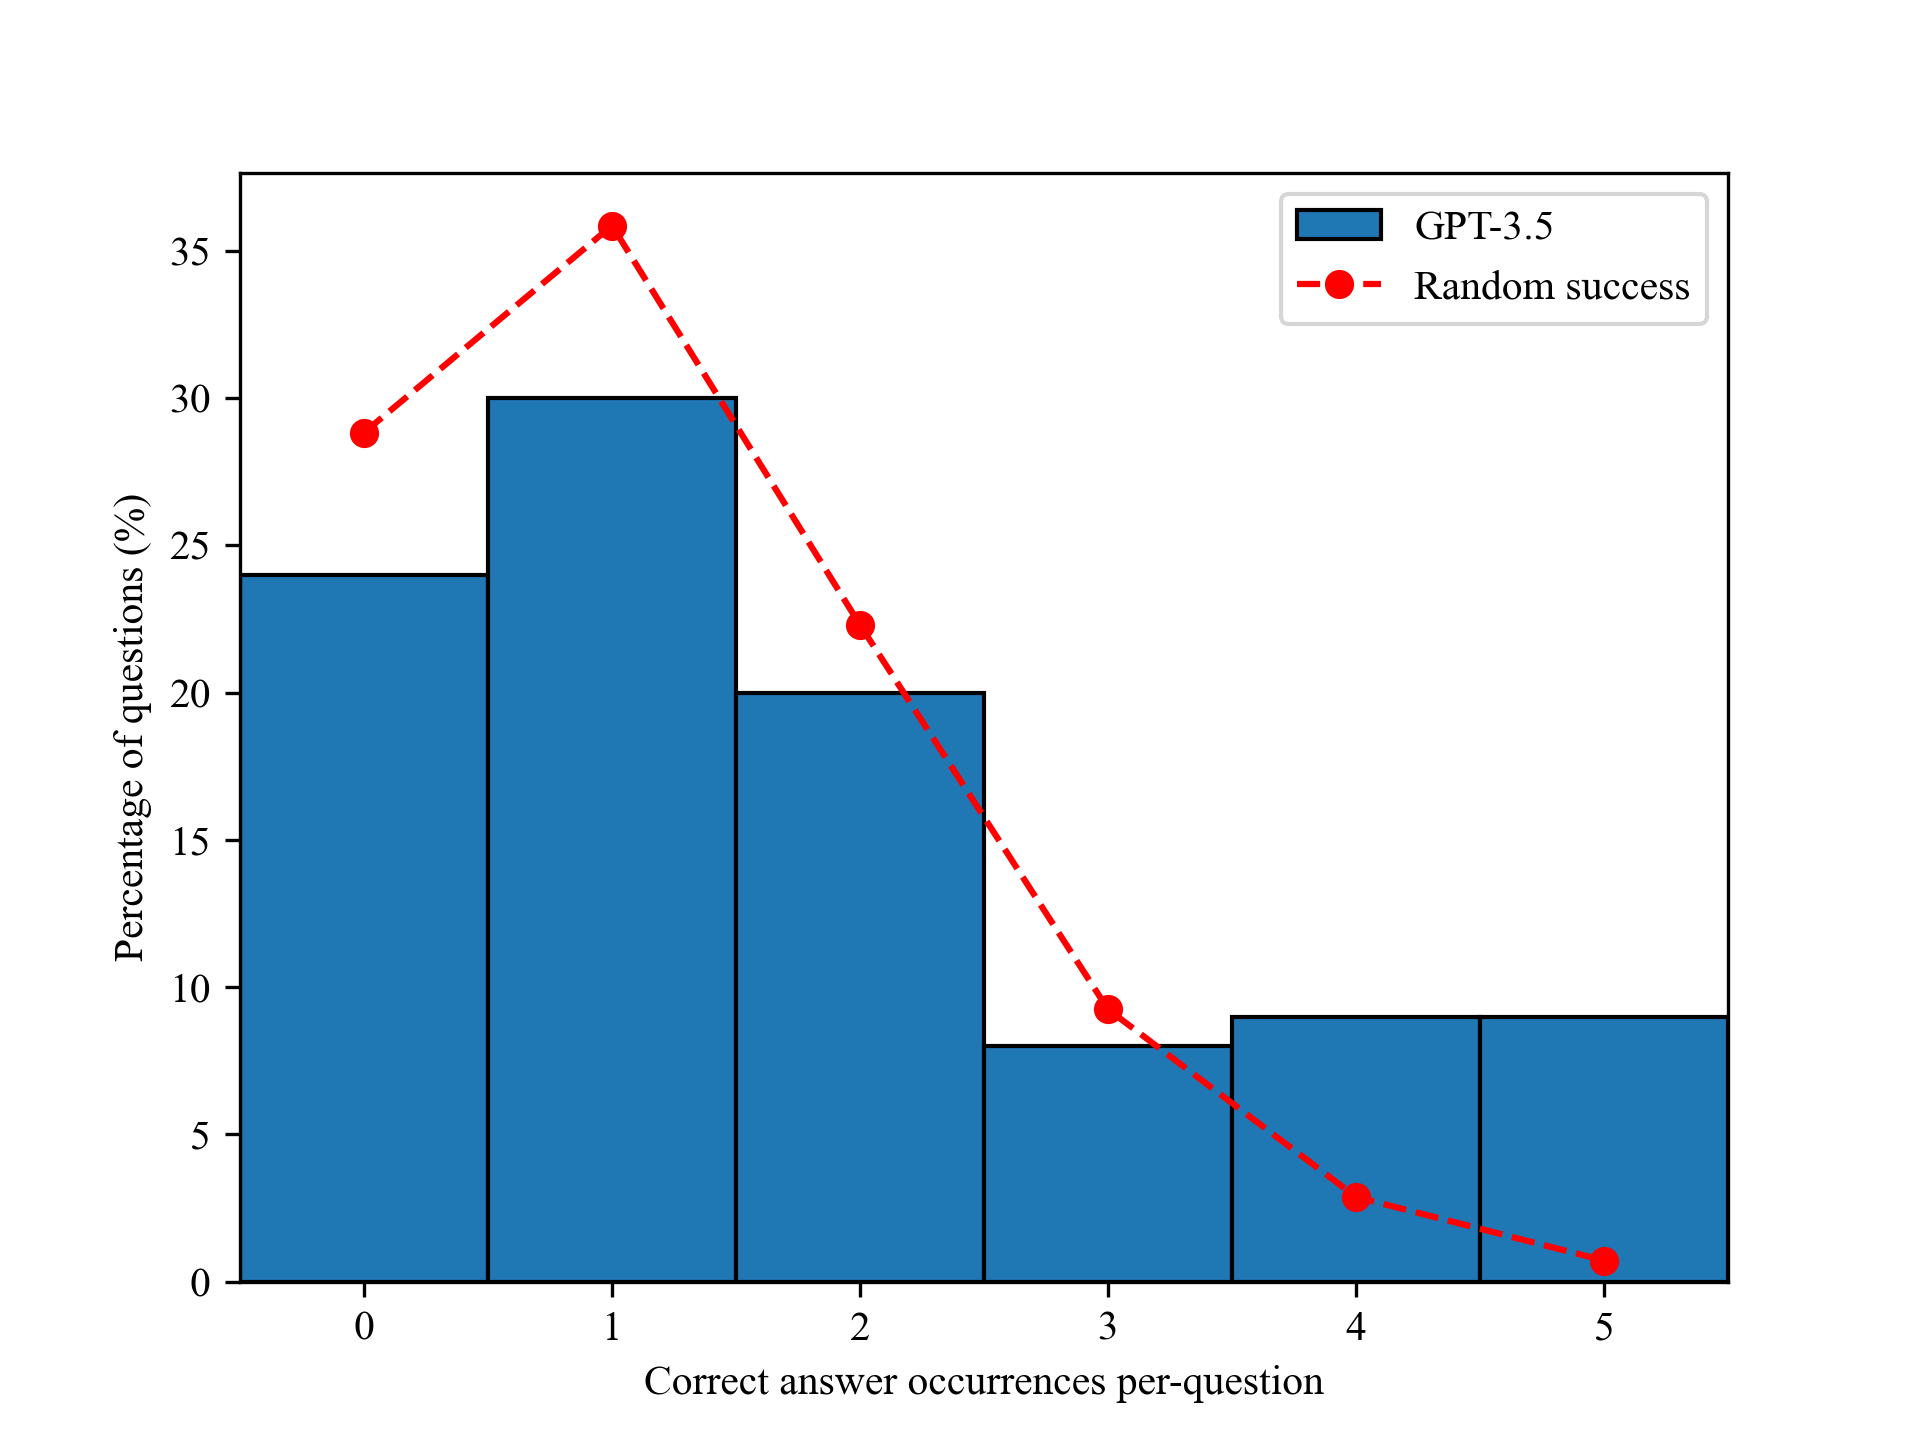 GPT-3.5
Random success
35
30
25
20
15
10
5
0
Percentage of questions (%)
0 1 2 3 4 5
Correct answer occurrences per-question